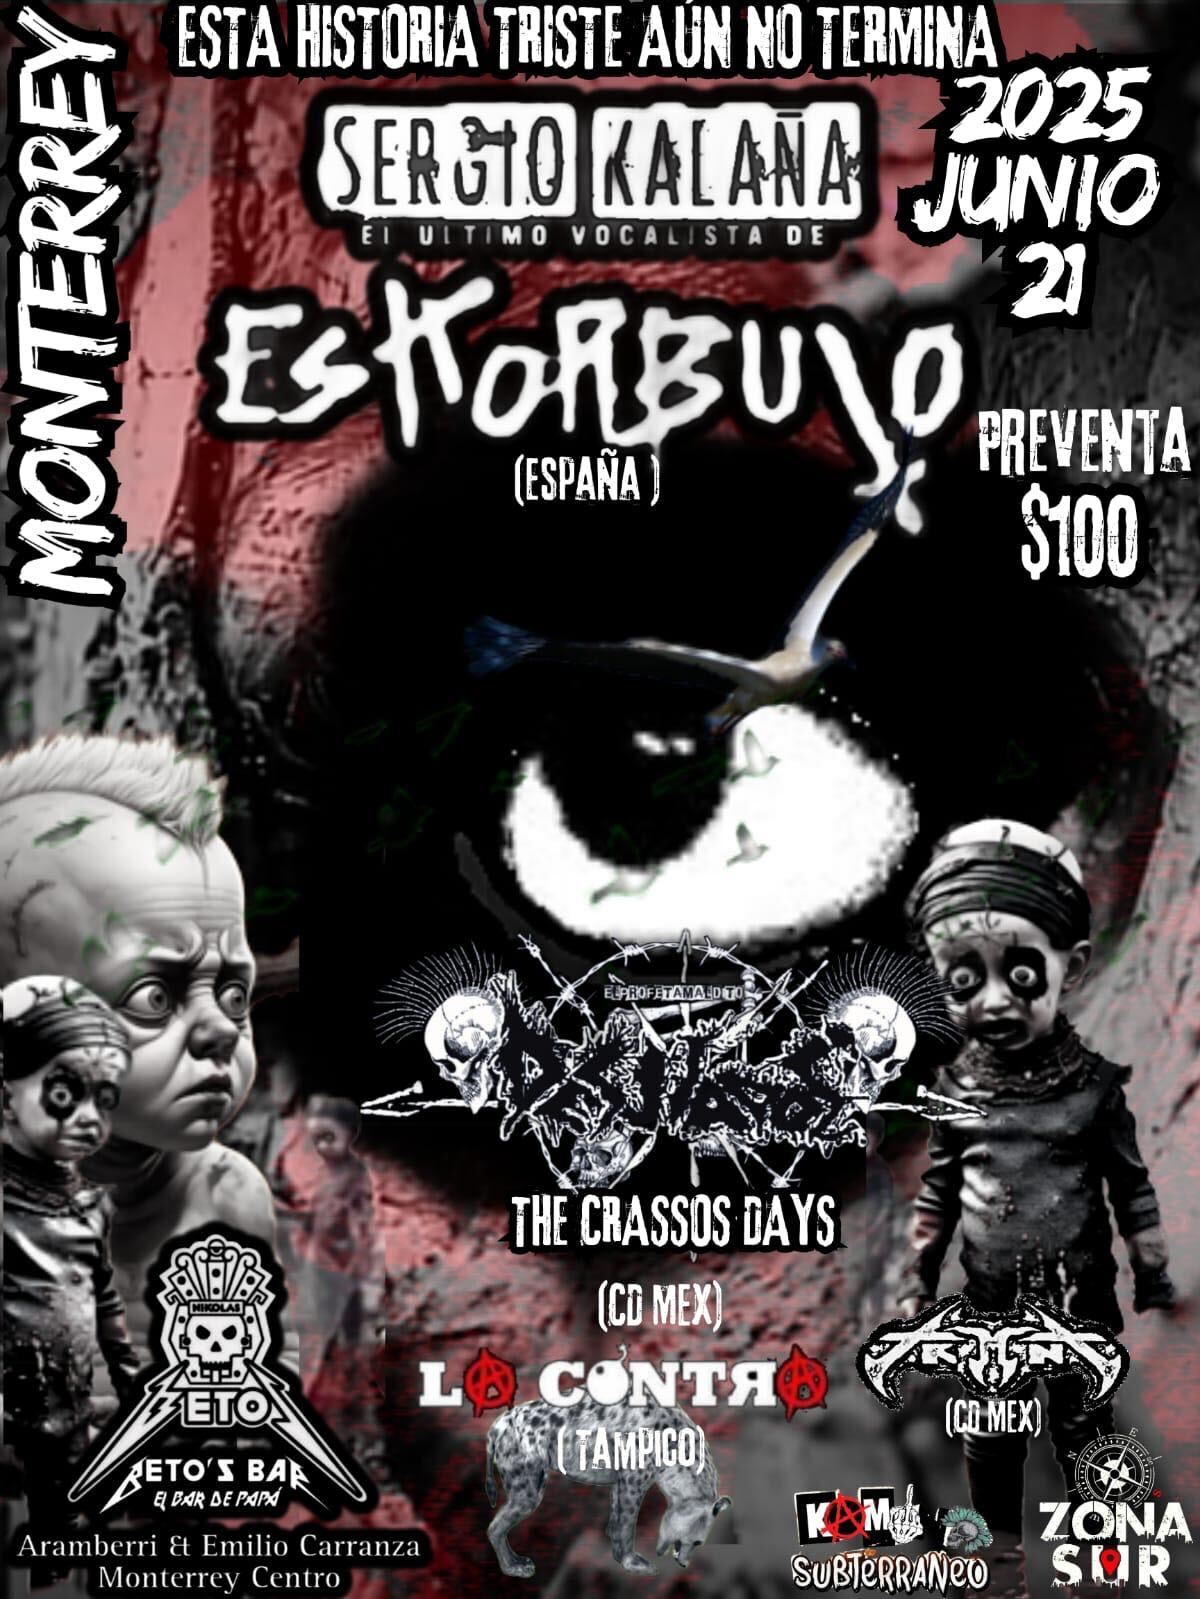 ESTA HISTORIA TRISTE AÚN NO TERMINA
MONTERREY
2025
JUNIO
21
SERGIO KALAÑA
El ULTIMO VOCALISTA DE
ESKORBUTO
(ESPAÑA )
PREVENTA
$100
ELPROFETAMALDITO
THE CRASSOS DAYS
(CD MEX)
LA CONTRA
(TAMPICO)
(CD MEX)
NIKOLAS
BETO'S BAR
El BAR DE PAPÁ
Aramberri & Emilio Carranza
Monterrey Centro
SUBTERRANEO
N E S
ZONA
SUR